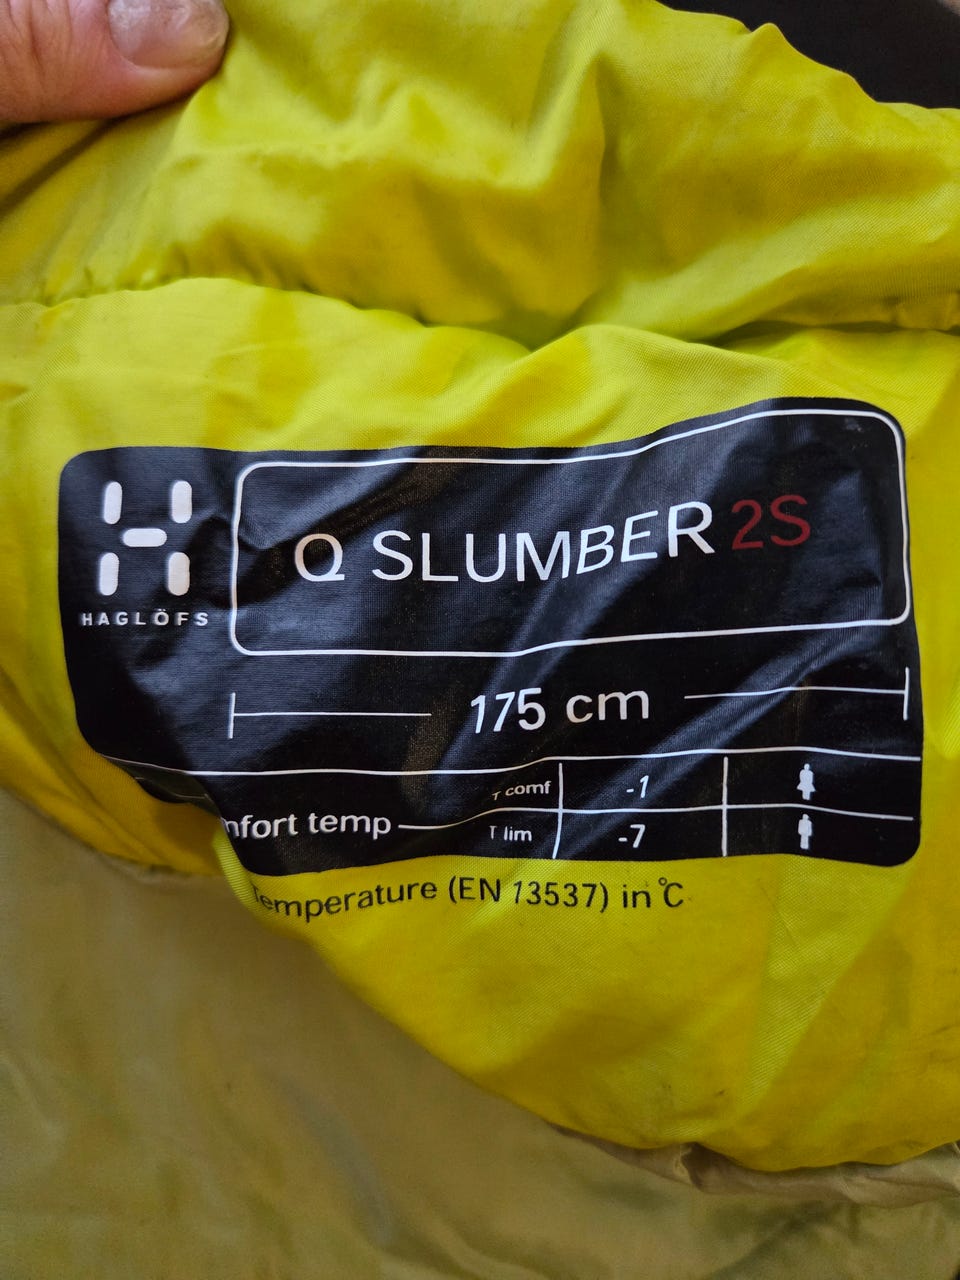 Q SLUMBER 2S
HAGLÖFS
175 cm
T comf -1
nfort temp T lim -7
Temperature (EN 13537) in °C